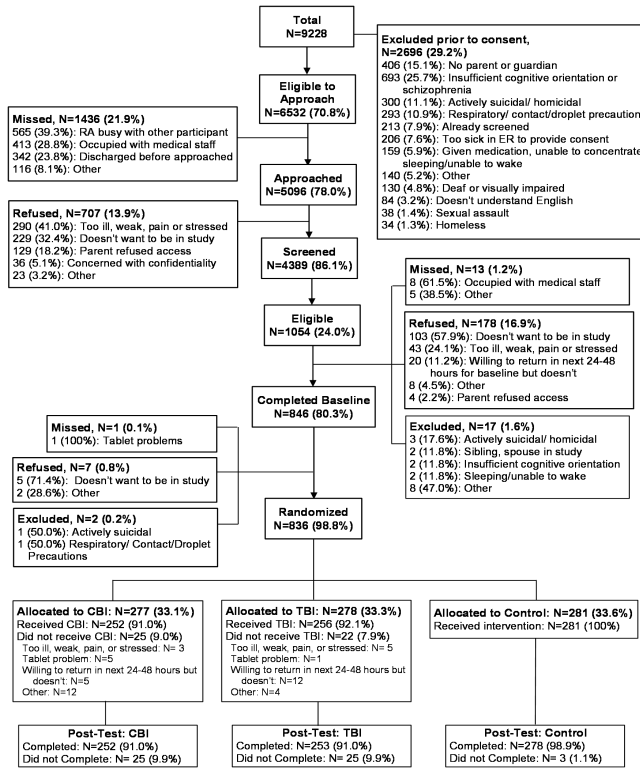 Total
N=9228
Excluded prior to consent,
N=2696 (29.2%)
406 (15.1%): No parent or guardian
693 (25.7%): Insufficient cognitive orientation or
schizophrenia
300 (11.1%): Actively suicidal/ homicidal
293 (10.9%): Respiratory/ contact/droplet precaution
213 (7.9%): Already screened
206 (7.6%): Too sick in ER to provide consent
159 (5.9%): Given medication, unable to concentrate
sleeping/unable to wake
140 (5.2%): Other
130 (4.8%): Deaf or visually impaired
84 (3.2%): Doesn't understand English
38 (1.4%): Sexual assault
34 (1.3%): Homeless
Eligible to
Approach
N=6532 (70.8%)
Missed, N=1436 (21.9%)
565 (39.3%): RA busy with other participant
413 (28.8%): Occupied with medical staff
342 (23.8%): Discharged before approached
116 (8.1%): Other
Approached
N=5096 (78.0%)
Refused, N=707 (13.9%)
290 (41.0%): Too ill, weak, pain or stressed
229 (32.4%): Doesn't want to be in study
129 (18.2%): Parent refused access
36 (5.1%): Concerned with confidentiality
23 (3.2%): Other
Screened
N=4389 (86.1%)
Eligible
N=1054 (24.0%)
Missed, N=13 (1.2%)
8 (61.5%): Occupied with medical staff
5 (38.5%): Other
Refused, N=178 (16.9%)
103 (57.9%): Doesn't want to be in study
43 (24.1%): Too ill, weak, pain or stressed
20 (11.2%): Willing to return in next 24-48
hours for baseline but doesn't
8 (4.5%): Other
4 (2.2%): Parent refused access
Excluded, N=17 (1.6%)
3 (17.6%): Actively suicidal/ homicidal
2 (11.8%): Sibling, spouse in study
2 (11.8%): Insufficient cognitive orientation
2 (11.8%): Sleeping/unable to wake
8 (47.0%): Other
Completed Baseline
N=846 (80.3%)
Missed, N=1 (0.1%)
1 (100%): Tablet problems
Refused, N=7 (0.8%)
5 (71.4%): Doesn't want to be in study
2 (28.6%): Other
Excluded, N=2 (0.2%)
1 (50.0%): Actively suicidal
1 (50.0%) Respiratory/ Contact/Droplet
Precautions
Randomized
N=836 (98.8%)
Allocated to CBI: N=277 (33.1%)
Received CBI: N=252 (91.0%)
Did not receive CBI: N=25 (9.0%)
Too ill, weak, pain, or stressed: N= 3
Tablet problem: N=5
Willing to return in next 24-48 hours but
doesn't: N=5
Other: N=12
Allocated to TBI: N=278 (33.3%)
Received TBI: N=256 (92.1%)
Did not receive TBI: N=22 (7.9%)
Too ill, weak, pain, or stressed: N= 5
Tablet problem: N=1
Willing to return in next 24-48 hours but
doesn't: N=12
Other: N=4
Allocated to Control: N=281 (33.6%)
Received intervention: N=281 (100%)
Post-Test: CBI
Completed: N=252 (91.0%)
Did not Complete: N= 25 (9.9%)
Post-Test: TBI
Completed: N=253 (91.0%)
Did not Complete: N= 25 (9.9%)
Post-Test: Control
Completed: N=278 (98.9%)
Did not Complete: N= 3 (1.1%)